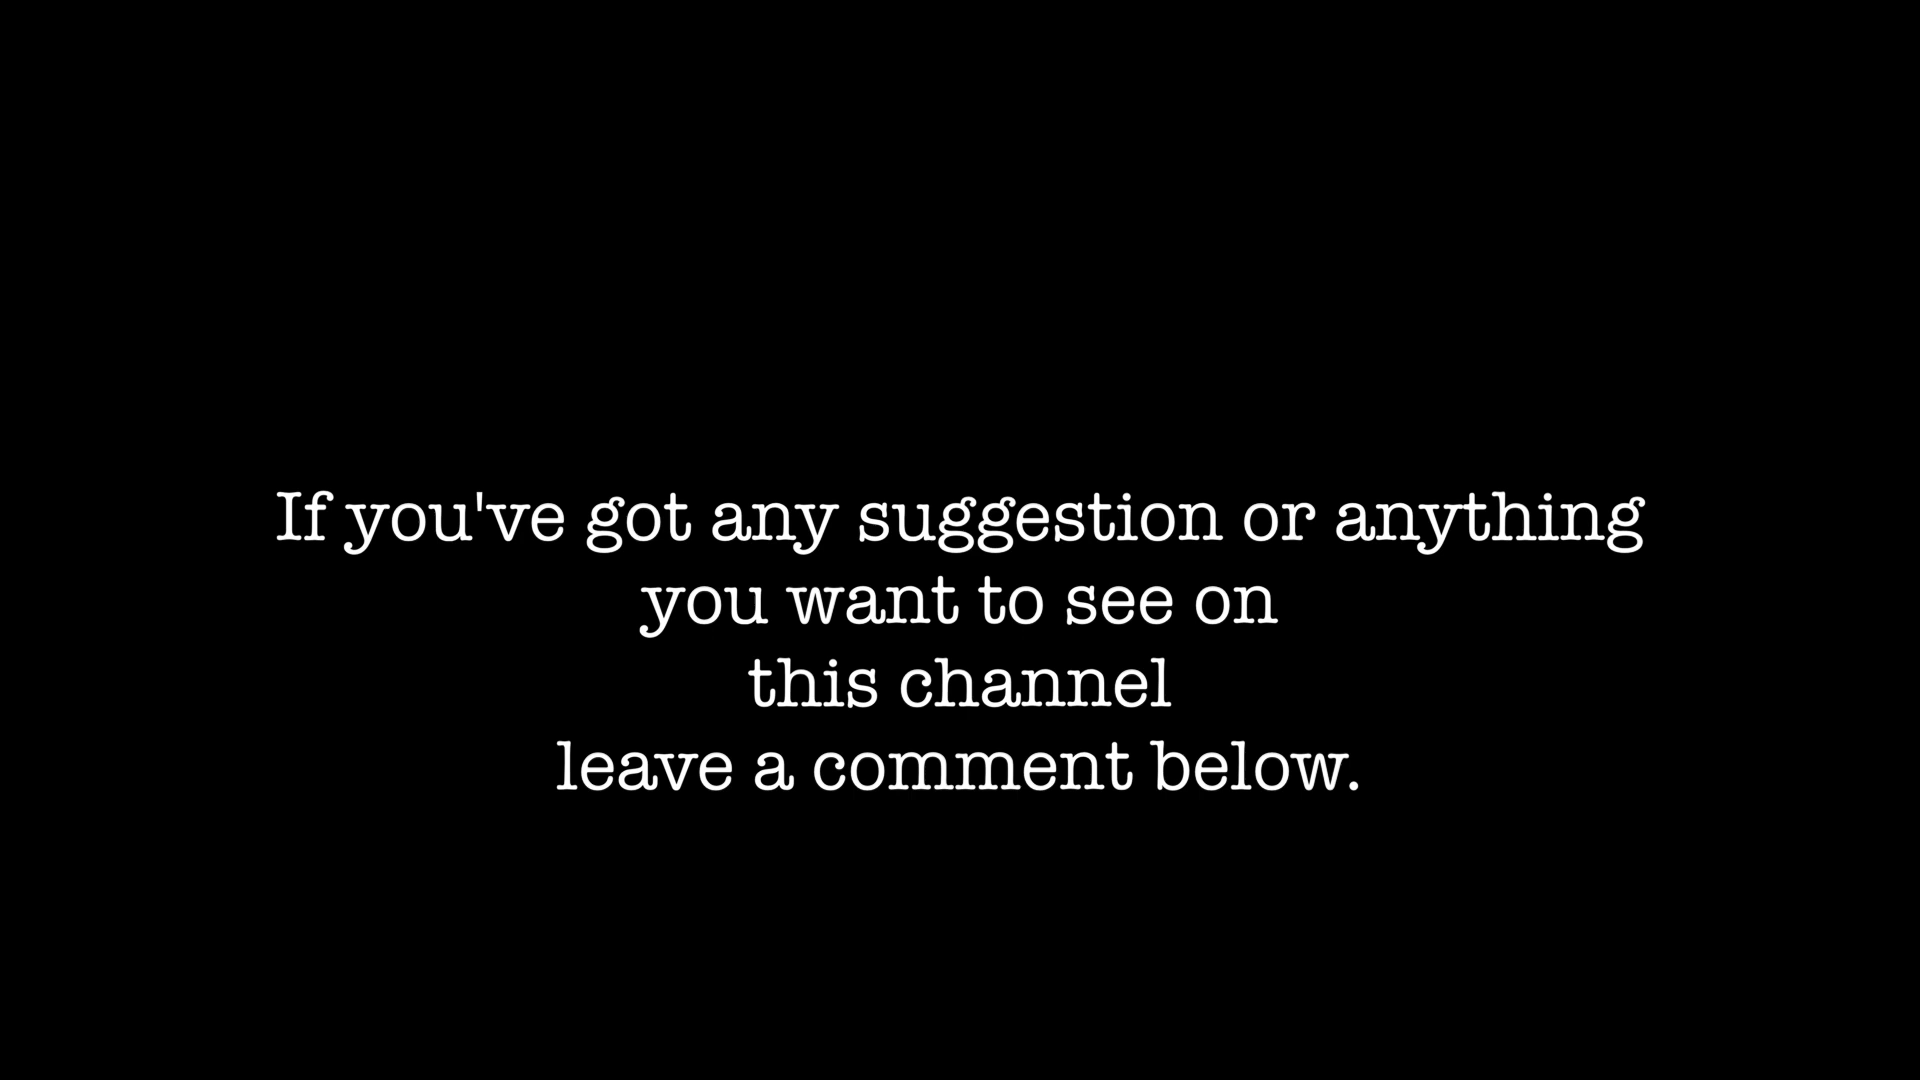 If you've got any suggestion or anything
you want to see on
this channel
leave a comment below.